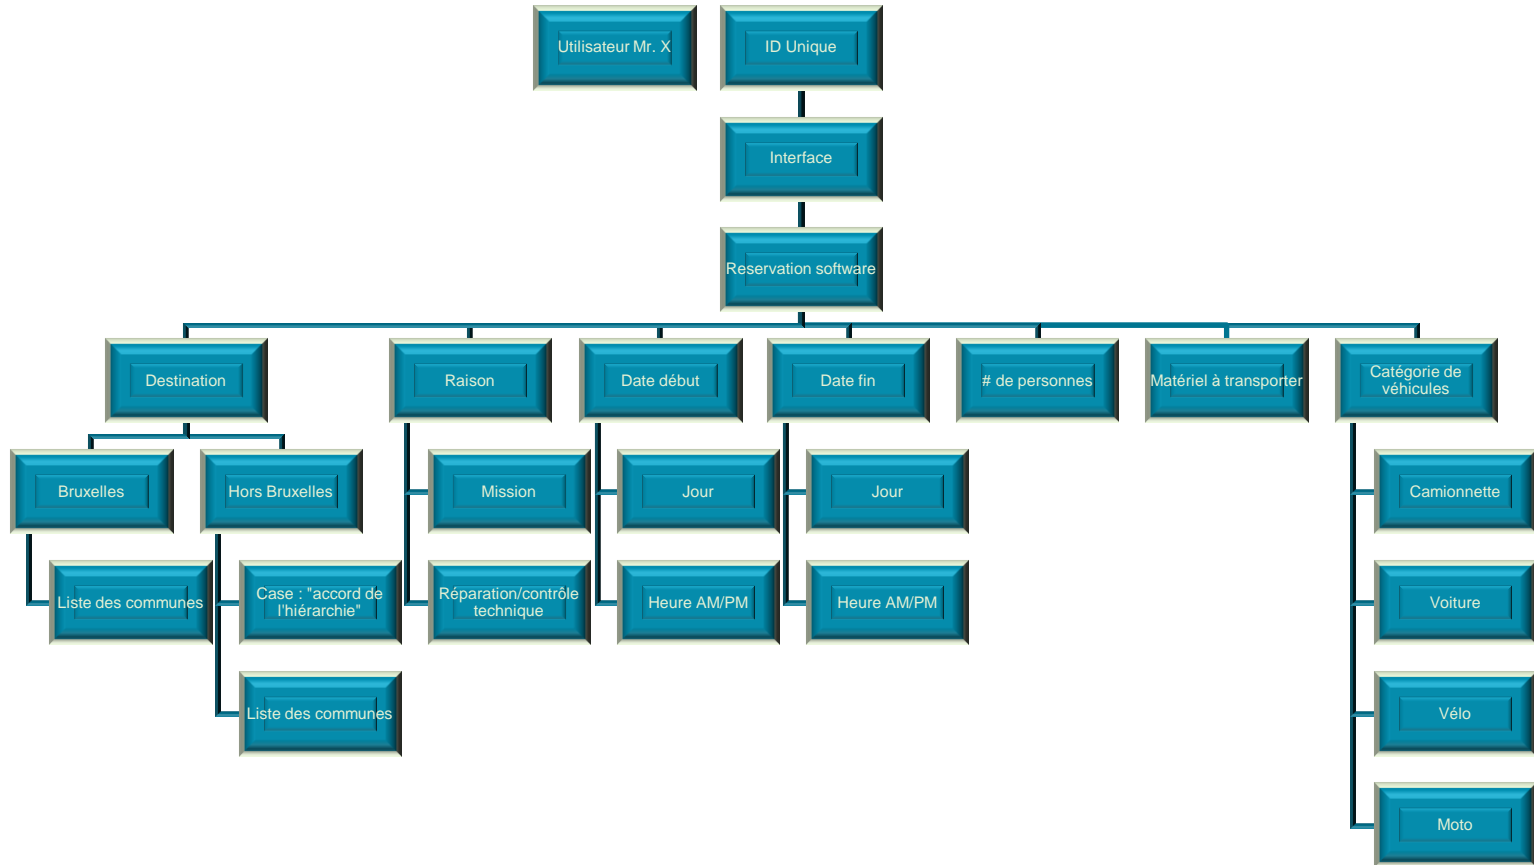 Utilisateur Mr. X
ID Unique
Interface
Reservation software
Destination
Raison
Date début
Date fin
# de personnes
Matériel à transporter
Catégorie de
véhicules
Bruxelles
Hors Bruxelles
Mission
Jour
Jour
Camionnette
Liste des communes
Case : "accord de
l'hiérarchie"
Réparation/contrôle
technique
Heure AM/PM
Heure AM/PM
Voiture
Liste des communes
Vélo
Moto